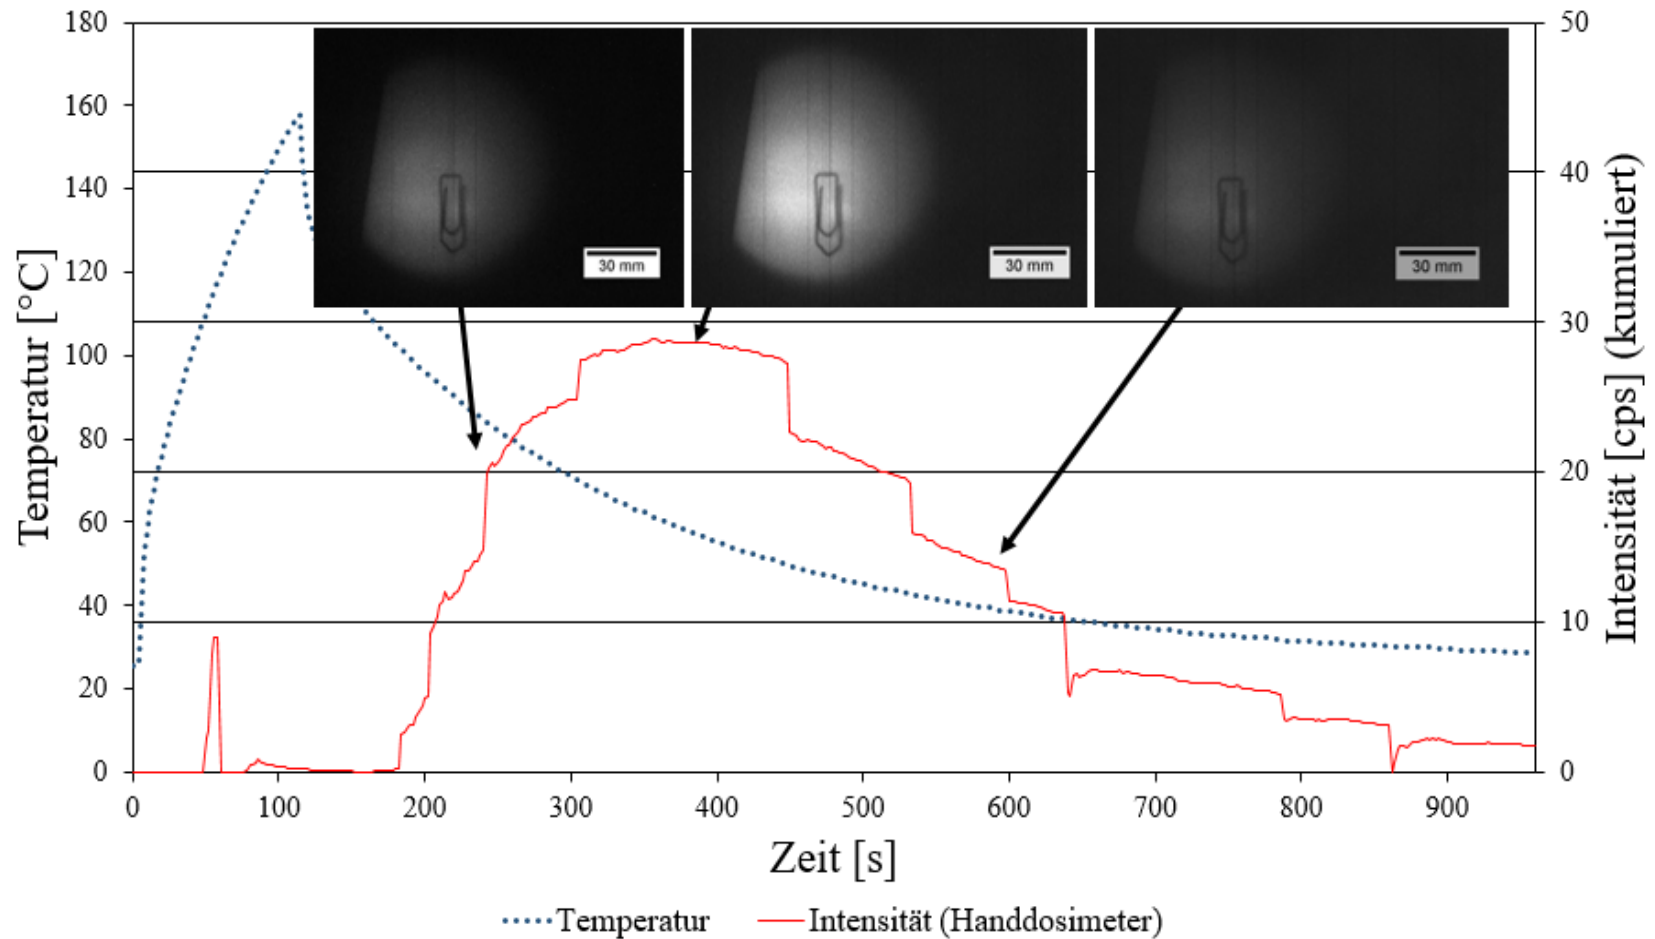 180
160
140
120
100
80
60
40
20
0
Temperatur [°C]
50
40
30
20
10
0
Intensität [cps] (kumuliert)
30 mm
30 mm
30 mm
0 100 200 300 400 500 600 700 800 900
Zeit [s]
Temperatur
Intensität (Handdosimeter)